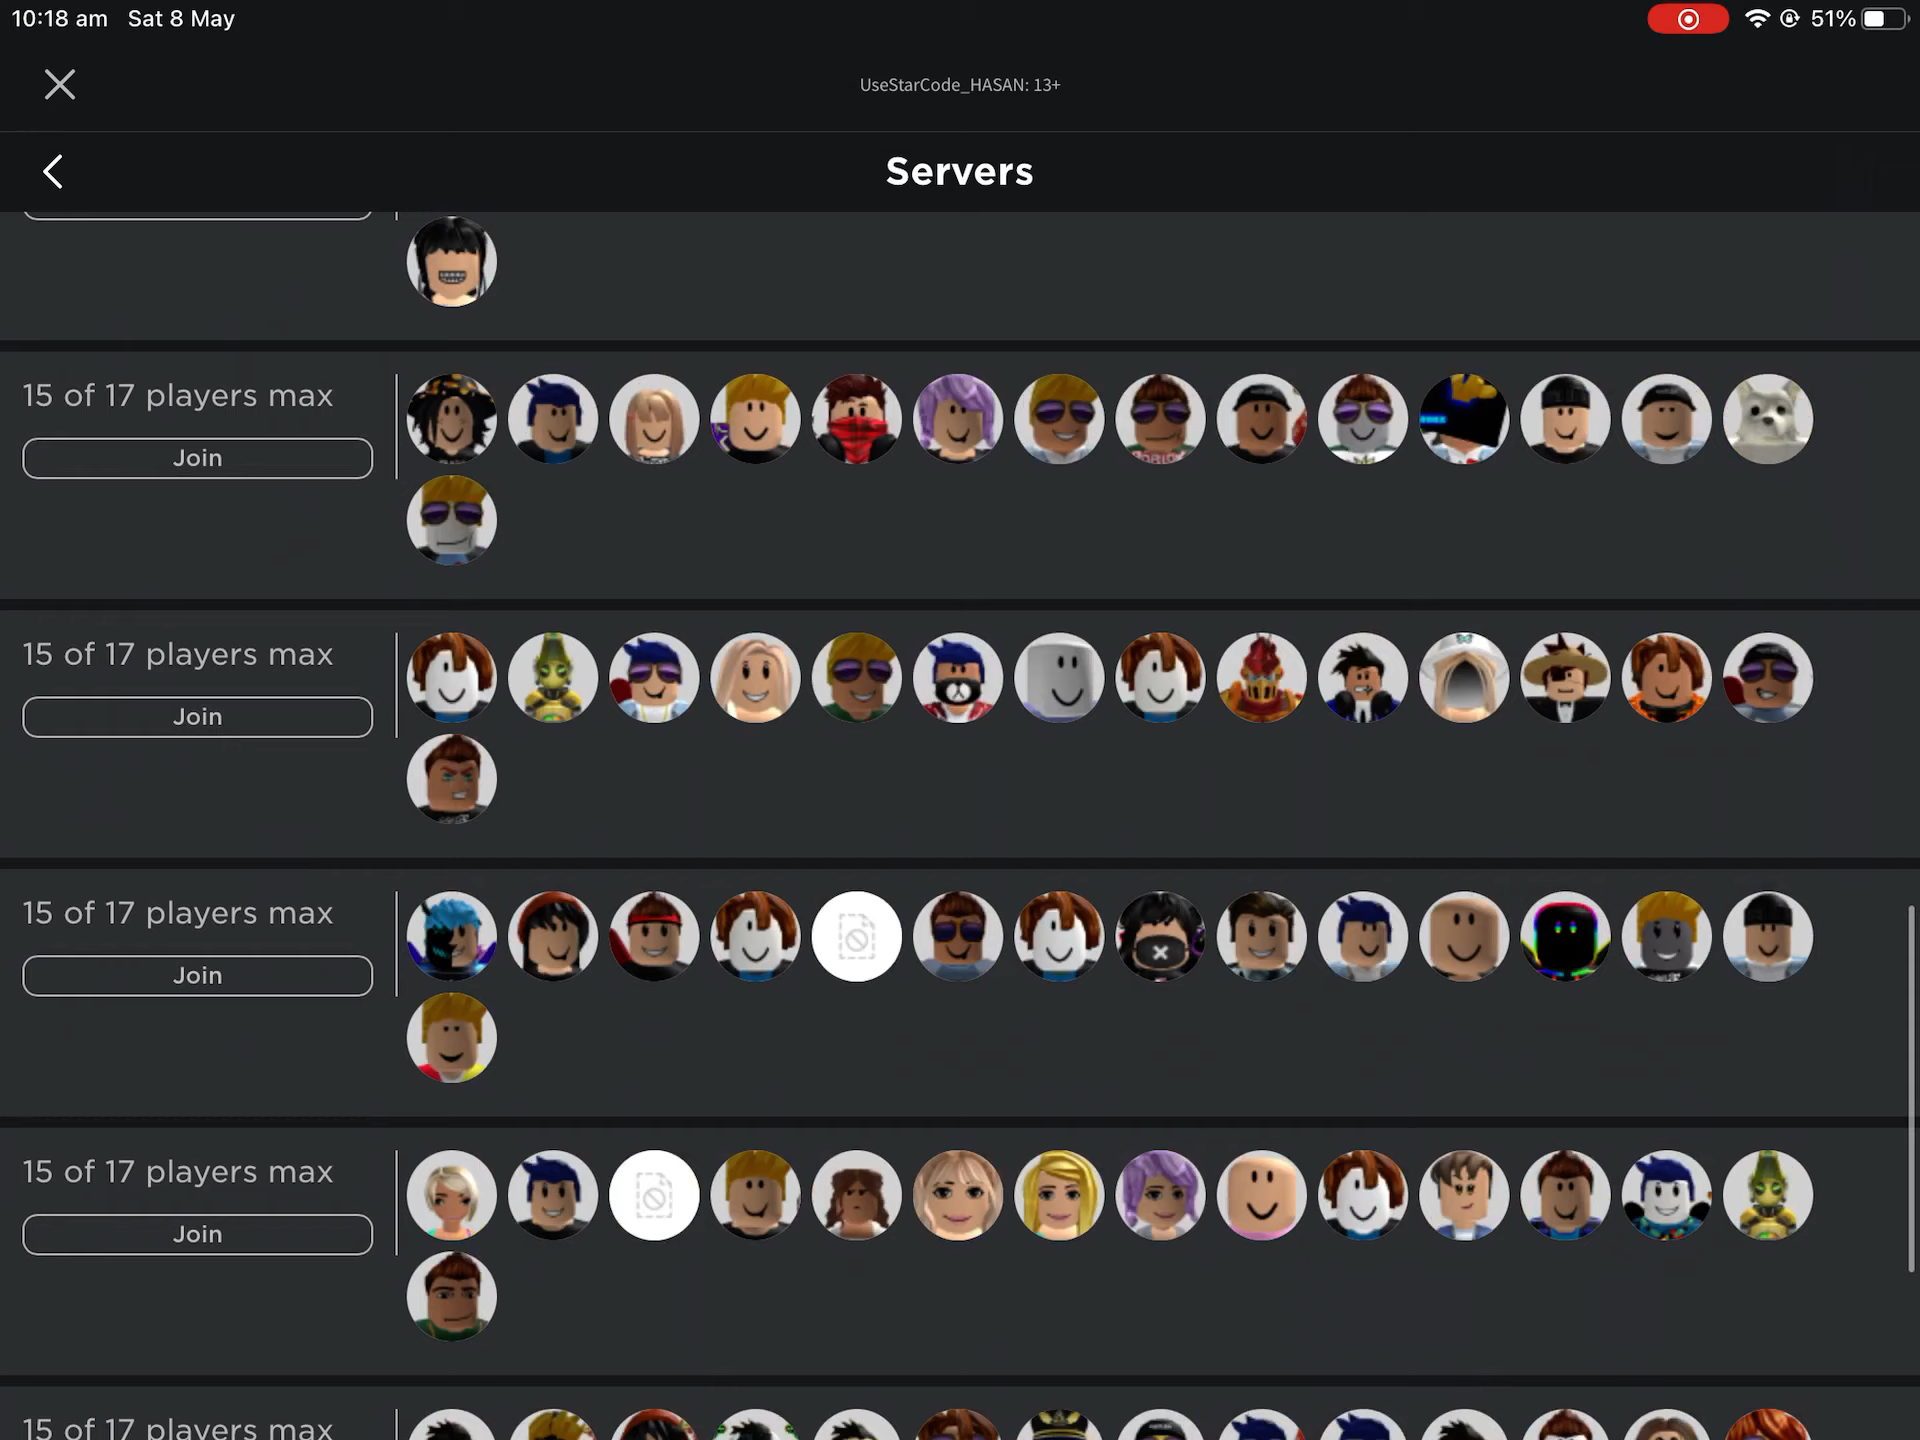 10:18 am Sat 8 May 51%
UseStarCode_HASAN: 13+
Servers
15 of 17 players max
Join
15 of 17 players max
Join
15 of 17 players max
Join
15 of 17 players max
Join
15 of 17 players max